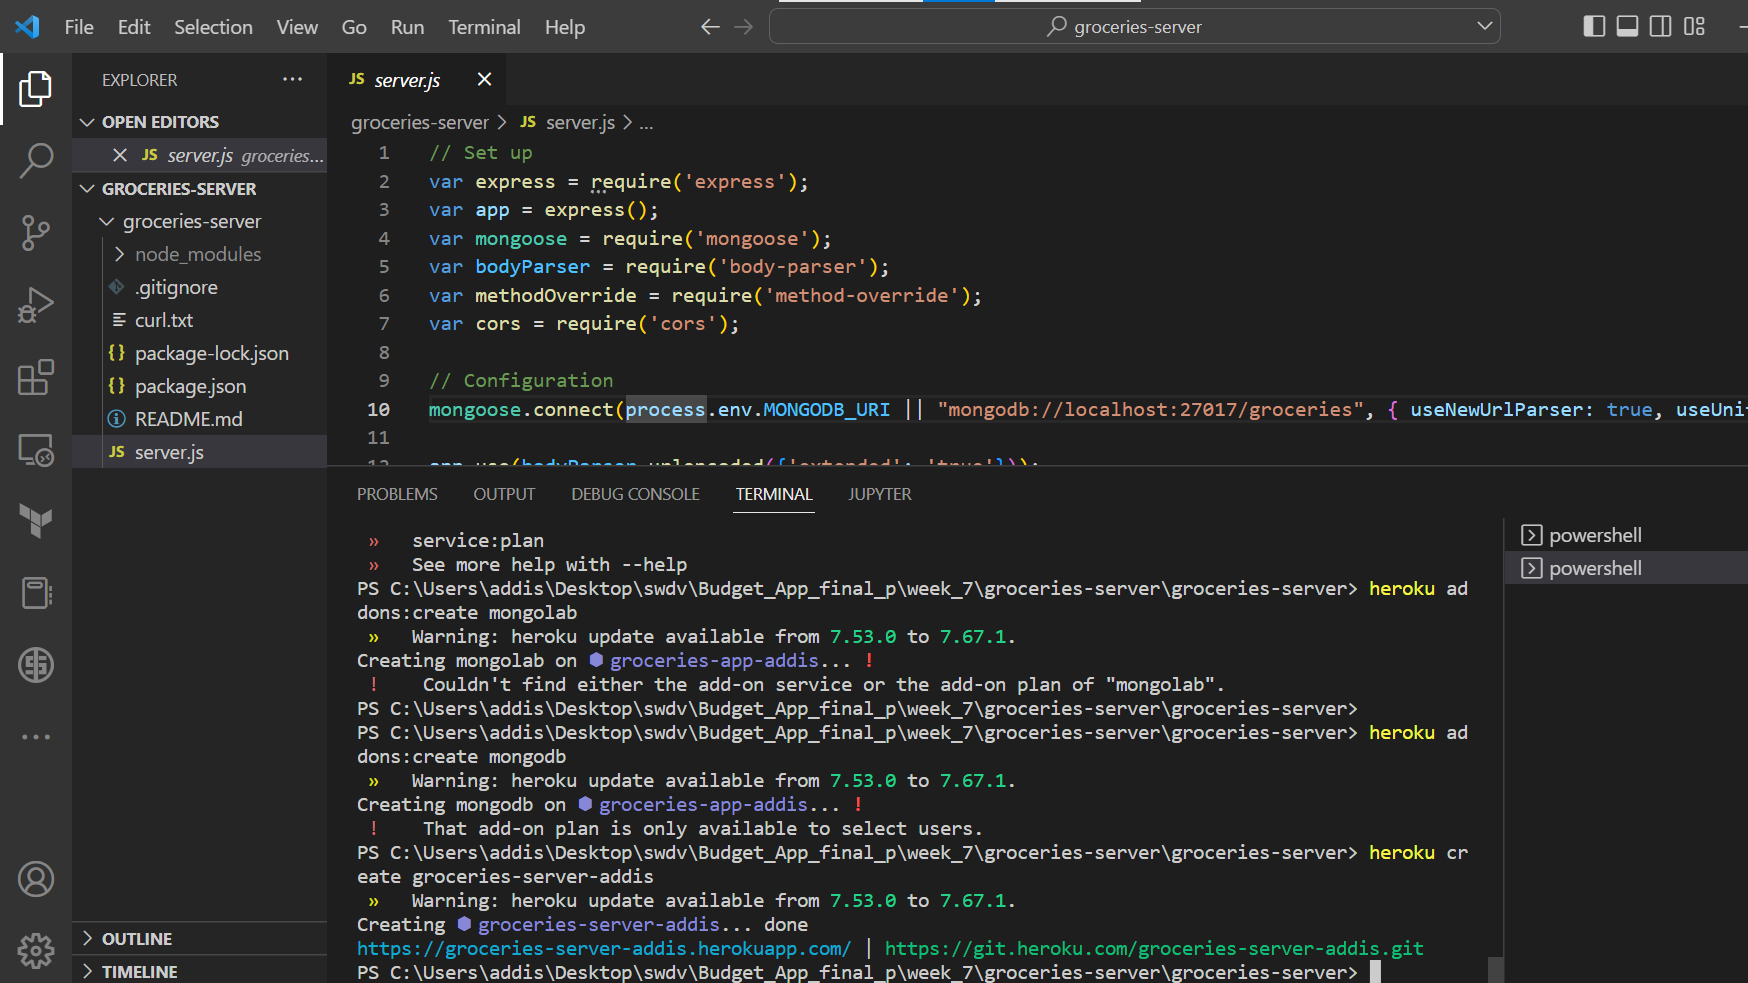 File Edit Selection View Go Run Terminal Help
groceries-server
EXPLORER
OPEN EDITORS
JS server.js groceries...
GROCERIES-SERVER
groceries-server
node_modules
.gitignore
curl.txt
{} package-lock.json
{} package.json
README.md
JS server.js
OUTLINE
TIMELINE
JS server.js
groceries-server > JS server.js > ...
1 // Set up
2 var express = require('express');
3 var app = express();
4 var mongoose = require('mongoose');
5 var bodyParser = require('body-parser');
6 var methodOverride = require('method-override');
7 var cors = require('cors');
8
9 // Configuration
10 mongoose.connect(process.env.MONGODB_URI || "mongodb://localhost:27017/groceries", { useNewUrlParser: true, useUni
11
12 app.use(bodyParser.urlencoded({'extended': 'true'}));
PROBLEMS OUTPUT DEBUG CONSOLE TERMINAL JUPYTER
» service:plan
» See more help with --help
PS C:\Users\addis\Desktop\swdv\Budget_App_final_p\week_7\groceries-server\groceries-server> heroku ad
dons:create mongolab
» Warning: heroku update available from 7.53.0 to 7.67.1.
Creating mongolab on ⬢ groceries-app-addis... !
! Couldn't find either the add-on service or the add-on plan of "mongolab".
PS C:\Users\addis\Desktop\swdv\Budget_App_final_p\week_7\groceries-server\groceries-server>
PS C:\Users\addis\Desktop\swdv\Budget_App_final_p\week_7\groceries-server\groceries-server> heroku ad
dons:create mongodb
» Warning: heroku update available from 7.53.0 to 7.67.1.
Creating mongodb on ⬢ groceries-app-addis... !
! That add-on plan is only available to select users.
PS C:\Users\addis\Desktop\swdv\Budget_App_final_p\week_7\groceries-server\groceries-server> heroku cr
eate groceries-server-addis
» Warning: heroku update available from 7.53.0 to 7.67.1.
Creating ⬢ groceries-server-addis... done
https://groceries-server-addis.herokuapp.com/ | https://git.heroku.com/groceries-server-addis.git
PS C:\Users\addis\Desktop\swdv\Budget_App_final_p\week_7\groceries-server\groceries-server>
powershell
powershell